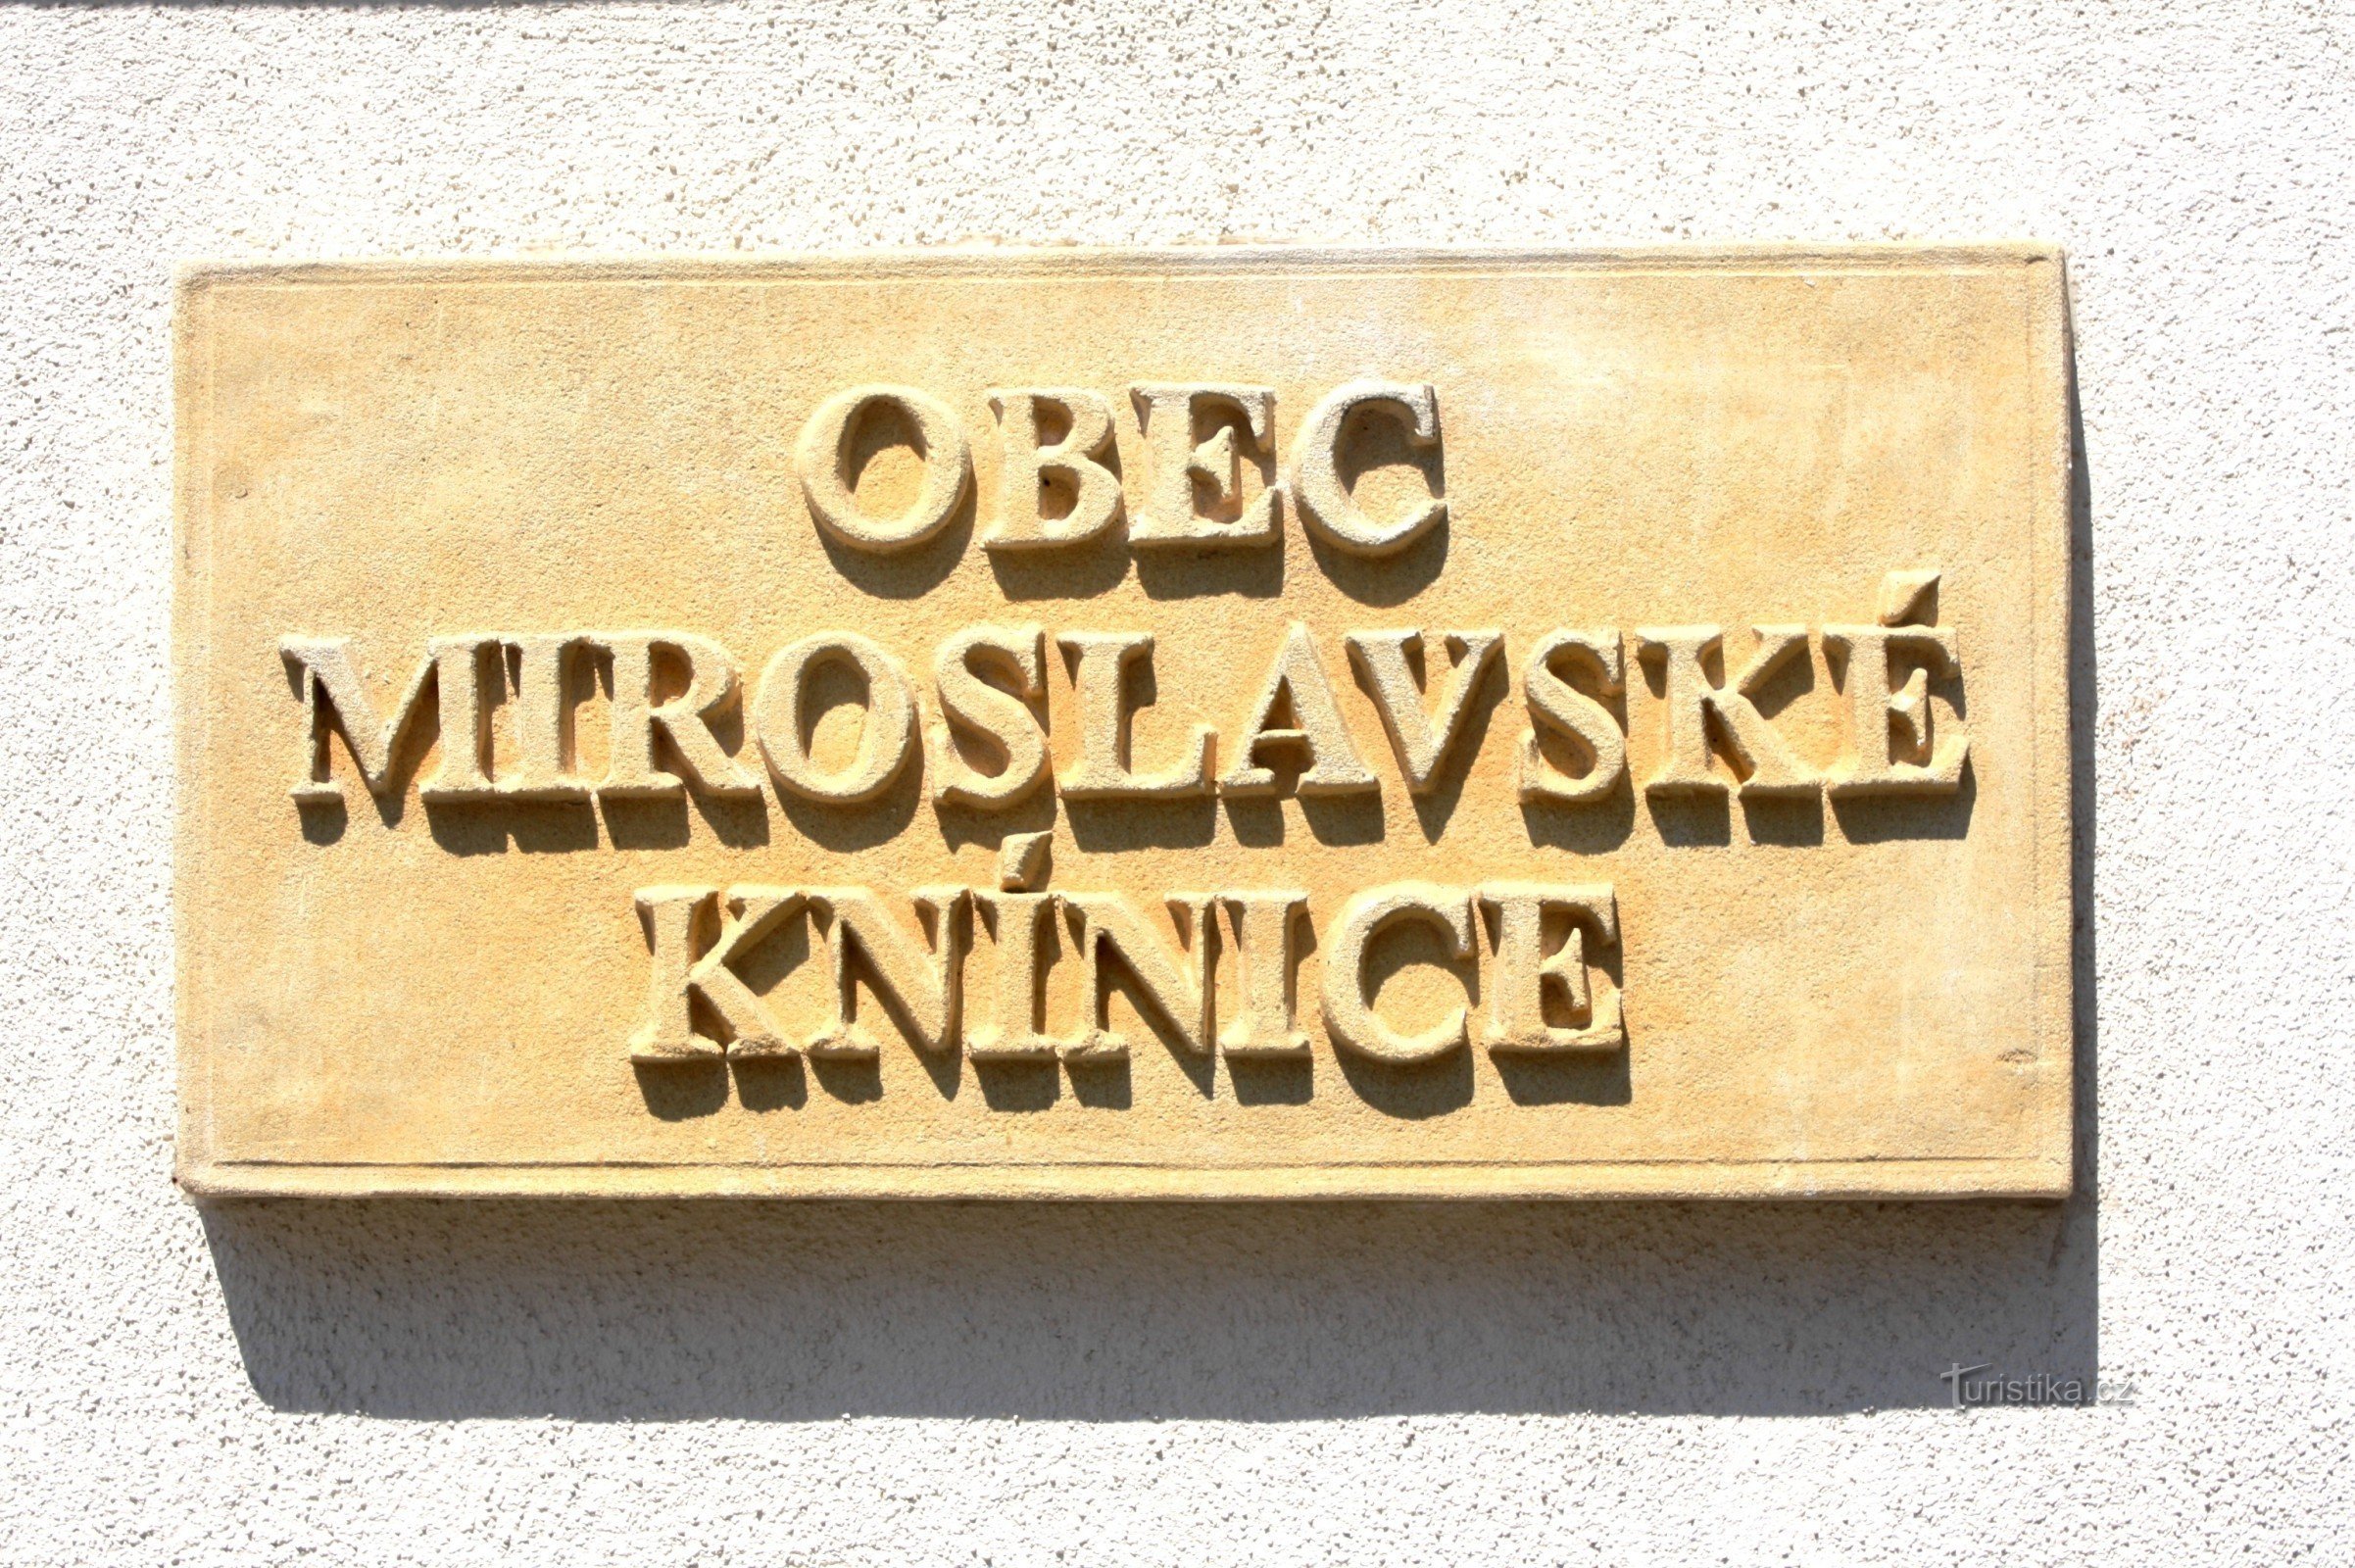 OBEC
MIROSLAVSKÉ
KNÍNICE
Turistika.cz